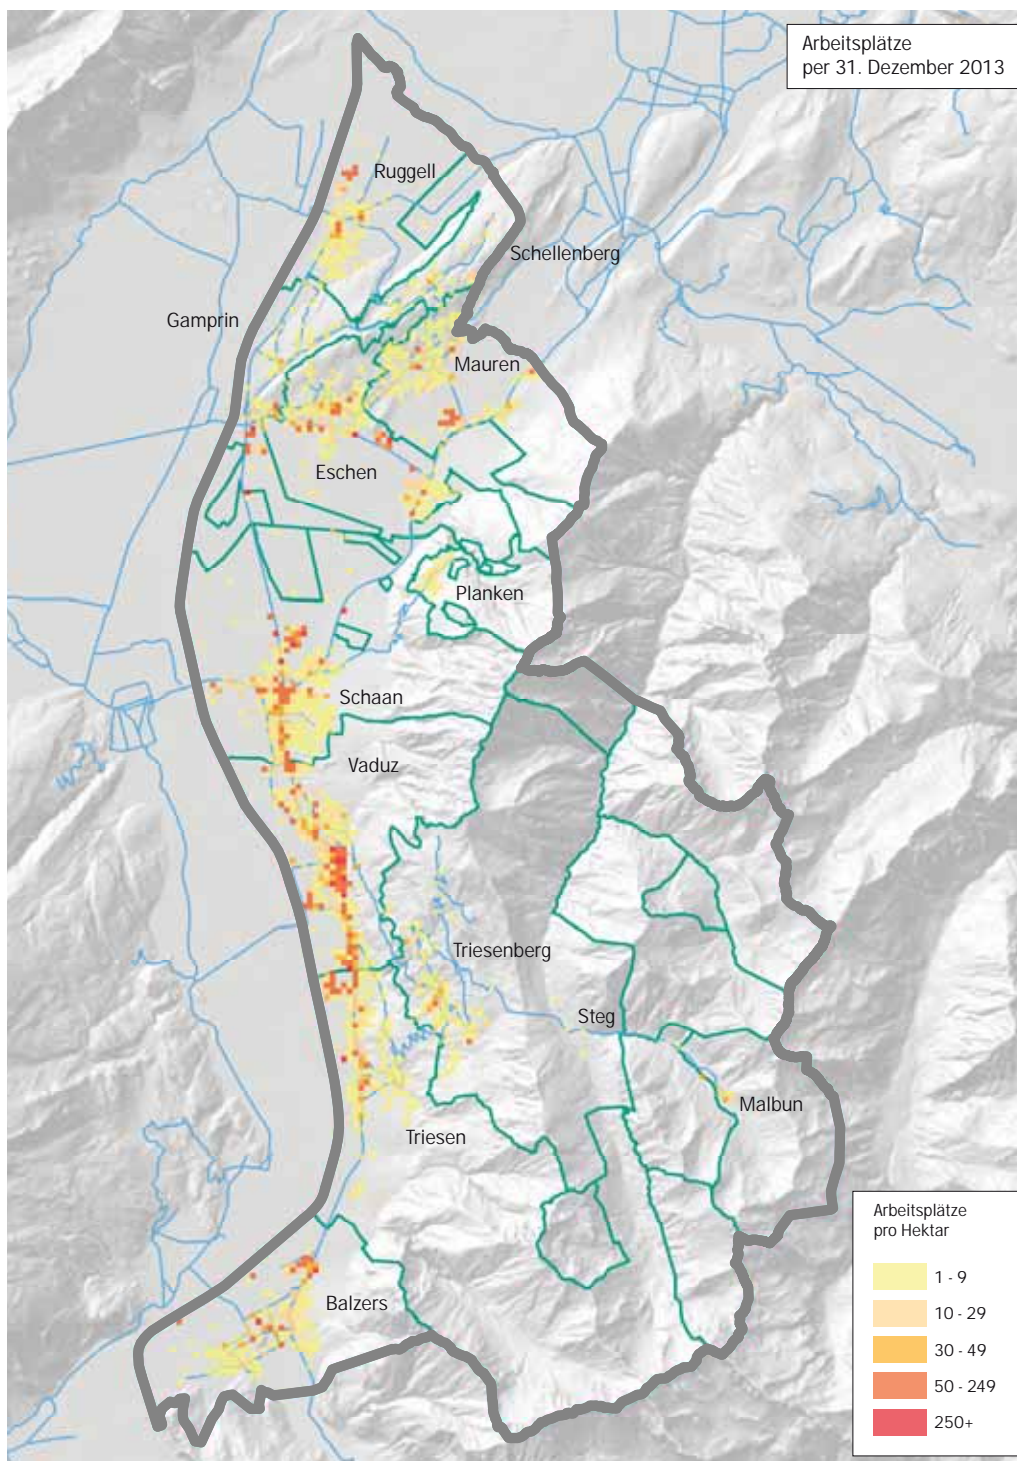 Arbeitsplätze
per 31. Dezember 2013
Ruggell
Schellenberg
Gamprin
Mauren
Eschen
Planken
Schaan
Vaduz
Triesenberg
Steg
Malbun
Triesen
Balzers
Arbeitsplätze
pro Hektar
1 - 9
10 - 29
30 - 49
50 - 249
250+